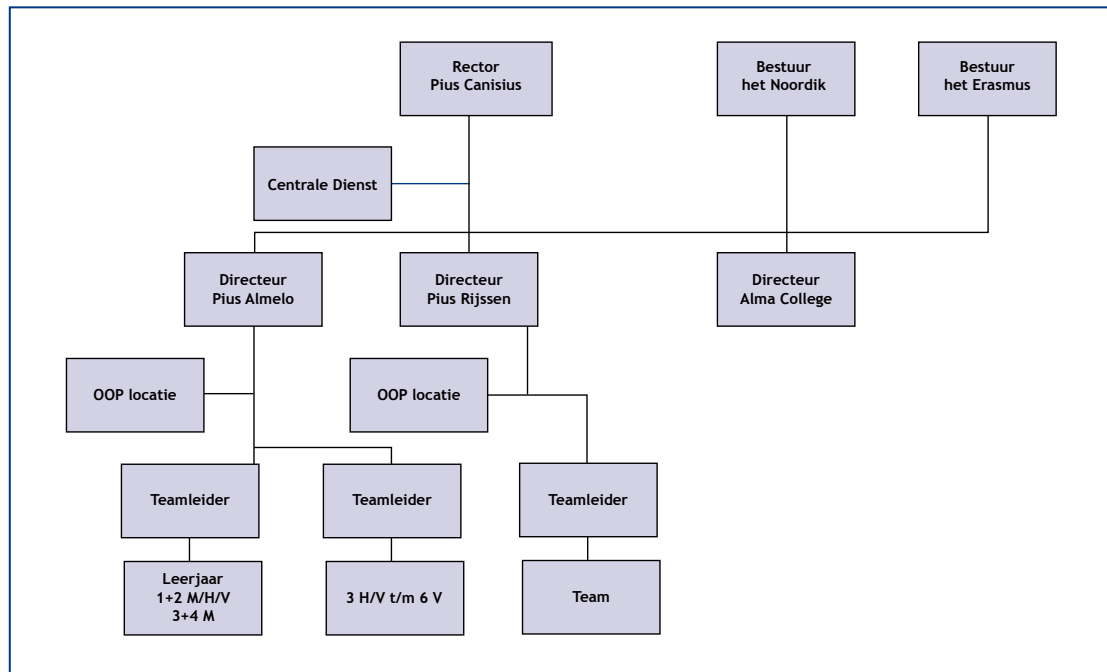 Rector
Pius Canisius
Bestuur
het Noordik
Bestuur
het Erasmus
Centrale Dienst
Directeur
Pius Almelo
Directeur
Pius Rijssen
Directeur
Alma College
OOP locatie
OOP locatie
Teamleider
Teamleider
Teamleider
Leerjaar
1+2 M/H/V
3+4 M
3 H/V t/m 6 V
Team